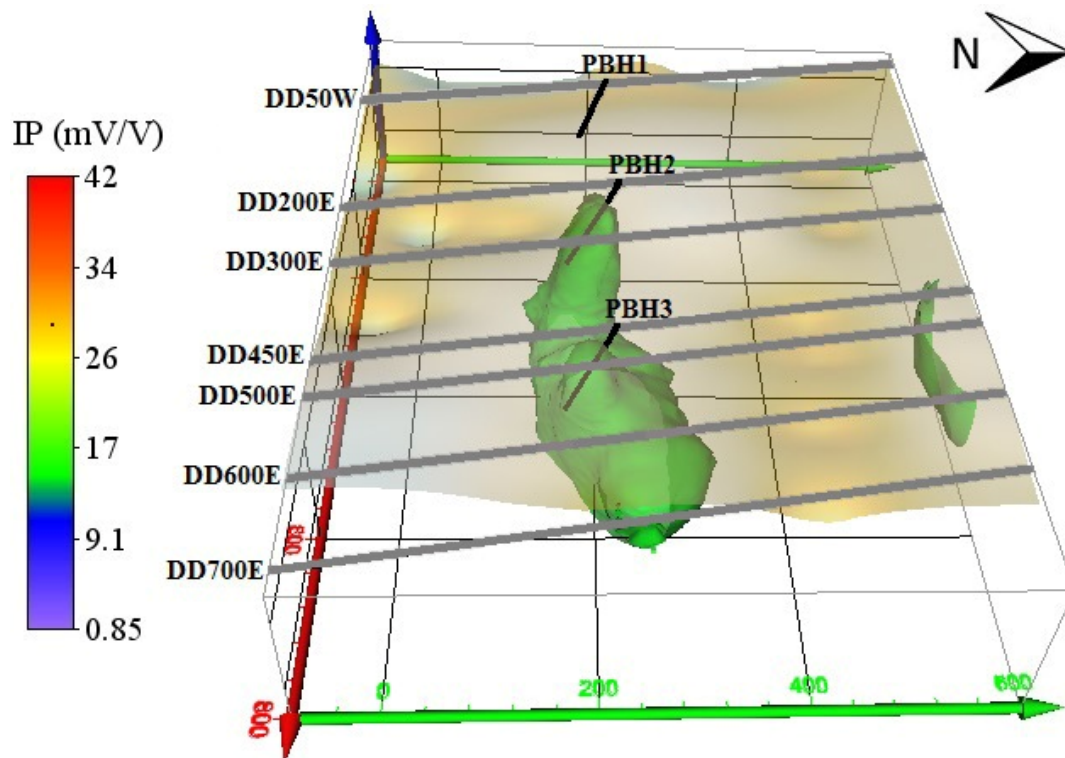 N
PBH1
DD50W
IP (mV/V)
42
PBH2
DD200E
34
DD300E
PBH3
26
DD450E
DD500E
17
DD600E
9.1
DD700E
0.85
0
200
400
600